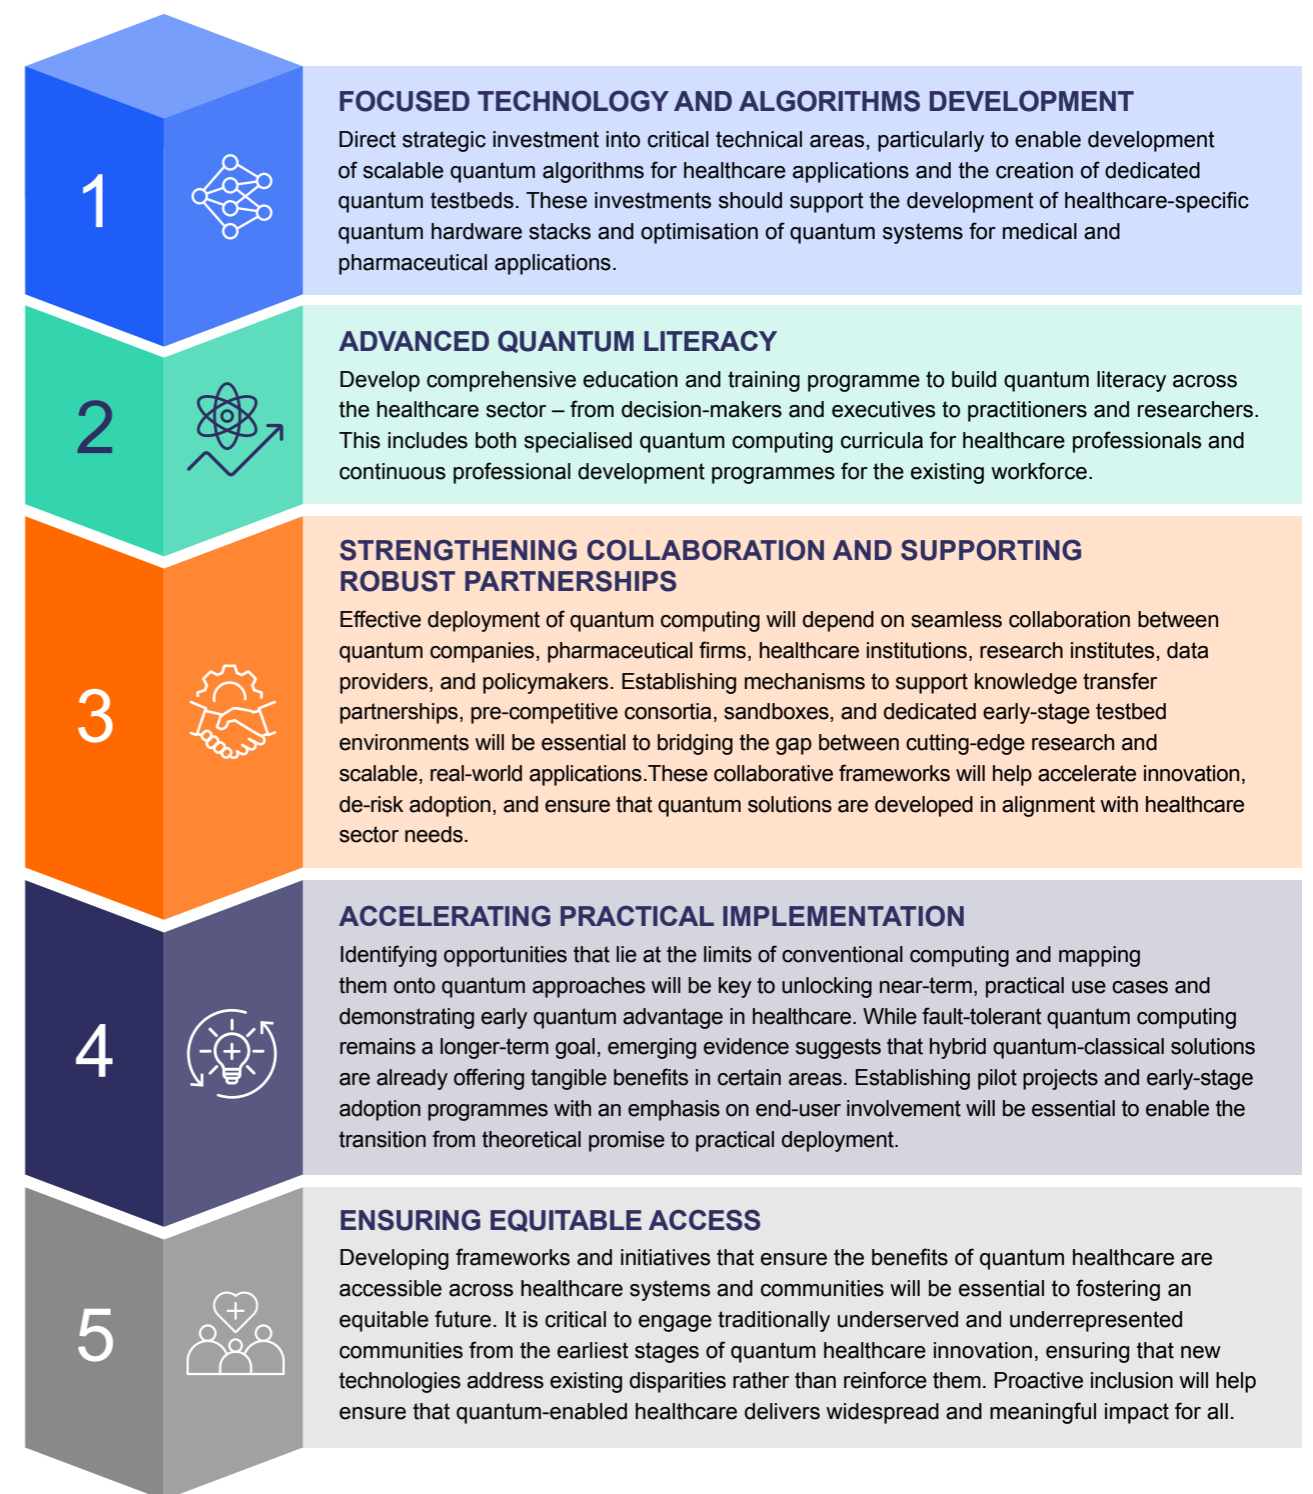 1
FOCUSED TECHNOLOGY AND ALGORITHMS DEVELOPMENT
Direct strategic investment into critical technical areas, particularly to enable development
of scalable quantum algorithms for healthcare applications and the creation of dedicated
quantum testbeds. These investments should support the development of healthcare-specific
quantum hardware stacks and optimisation of quantum systems for medical and
pharmaceutical applications.
2
ADVANCED QUANTUM LITERACY
Develop comprehensive education and training programme to build quantum literacy across
the healthcare sector – from decision-makers and executives to practitioners and researchers.
This includes both specialised quantum computing curricula for healthcare professionals and
continuous professional development programmes for the existing workforce.
3
STRENGTHENING COLLABORATION AND SUPPORTING
ROBUST PARTNERSHIPS
Effective deployment of quantum computing will depend on seamless collaboration between
quantum companies, pharmaceutical firms, healthcare institutions, research institutes, data
providers, and policymakers. Establishing mechanisms to support knowledge transfer
partnerships, pre-competitive consortia, sandboxes, and dedicated early-stage testbed
environments will be essential to bridging the gap between cutting-edge research and
scalable, real-world applications.These collaborative frameworks will help accelerate innovation,
de-risk adoption, and ensure that quantum solutions are developed in alignment with healthcare
sector needs.
4
ACCELERATING PRACTICAL IMPLEMENTATION
Identifying opportunities that lie at the limits of conventional computing and mapping
them onto quantum approaches will be key to unlocking near-term, practical use cases and
demonstrating early quantum advantage in healthcare. While fault-tolerant quantum computing
remains a longer-term goal, emerging evidence suggests that hybrid quantum-classical solutions
are already offering tangible benefits in certain areas. Establishing pilot projects and early-stage
adoption programmes with an emphasis on end-user involvement will be essential to enable the
transition from theoretical promise to practical deployment.
5
ENSURING EQUITABLE ACCESS
Developing frameworks and initiatives that ensure the benefits of quantum healthcare are
accessible across healthcare systems and communities will be essential to fostering an
equitable future. It is critical to engage traditionally underserved and underrepresented
communities from the earliest stages of quantum healthcare innovation, ensuring that new
technologies address existing disparities rather than reinforce them. Proactive inclusion will help
ensure that quantum-enabled healthcare delivers widespread and meaningful impact for all.